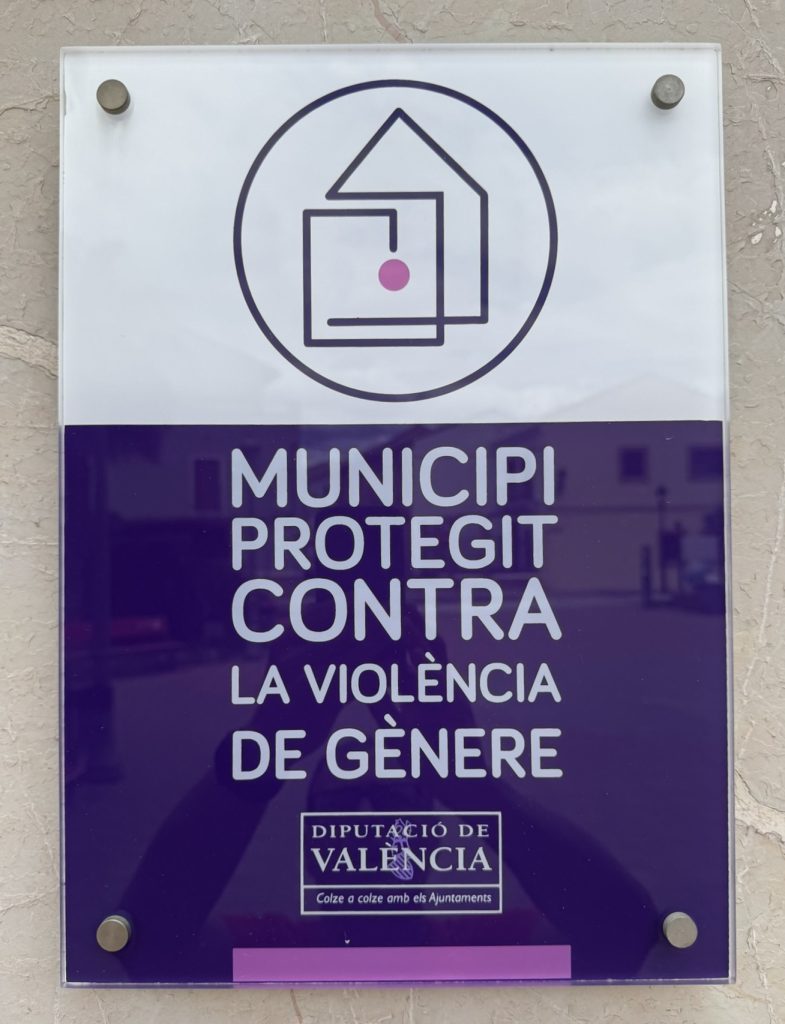 MUNICIPI
PROTEGIT
CONTRA
LA VIOLÈNCIA
DE GÈNERE
DIPUTACIÓ DE
VALÈNCIA
Colze a colze amb els Ajuntaments